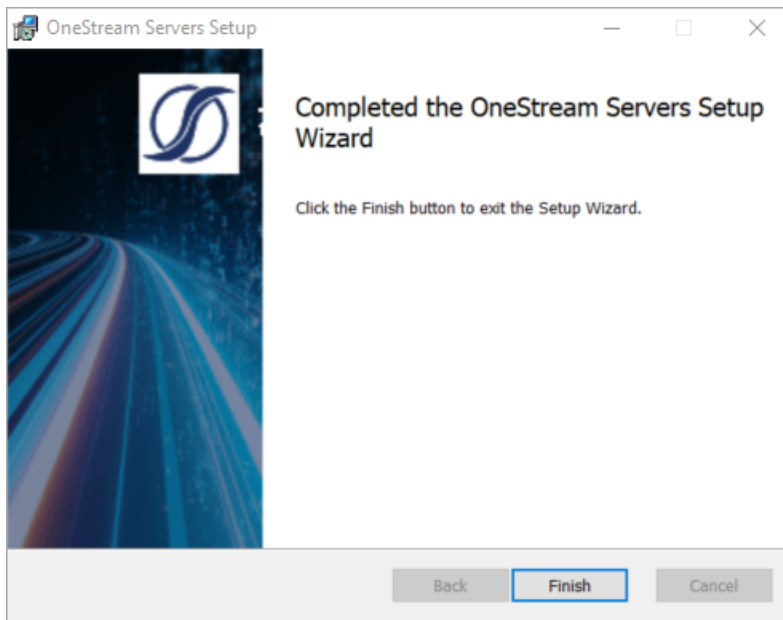 OneStream Servers Setup
Completed the OneStream Servers Setup
Wizard
Click the Finish button to exit the Setup Wizard.
Back
Finish
Cancel